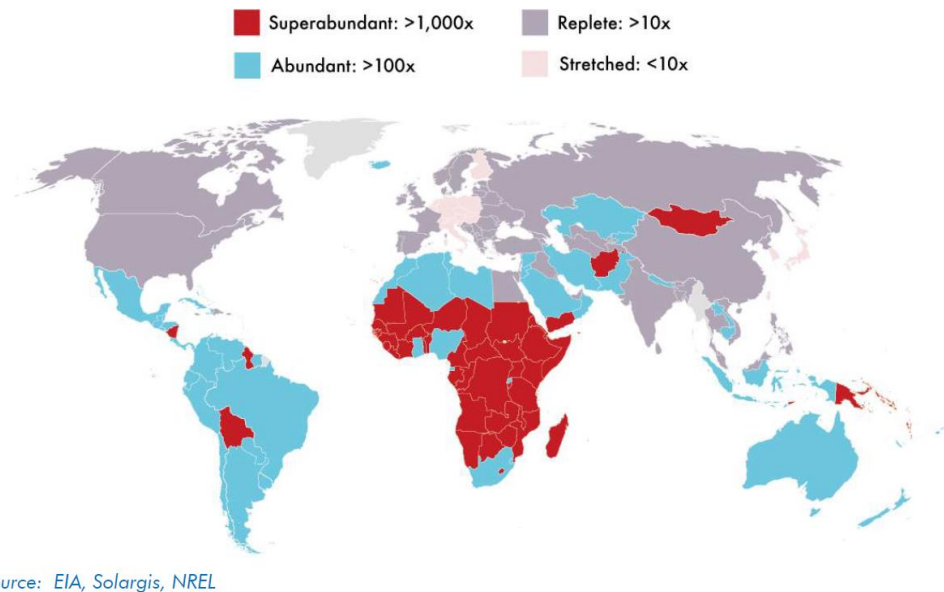 Superabundant: >1,000x
Replete: >10x
Abundant: >100x
Stretched: <10x
urce: EIA, Solargis, NREL